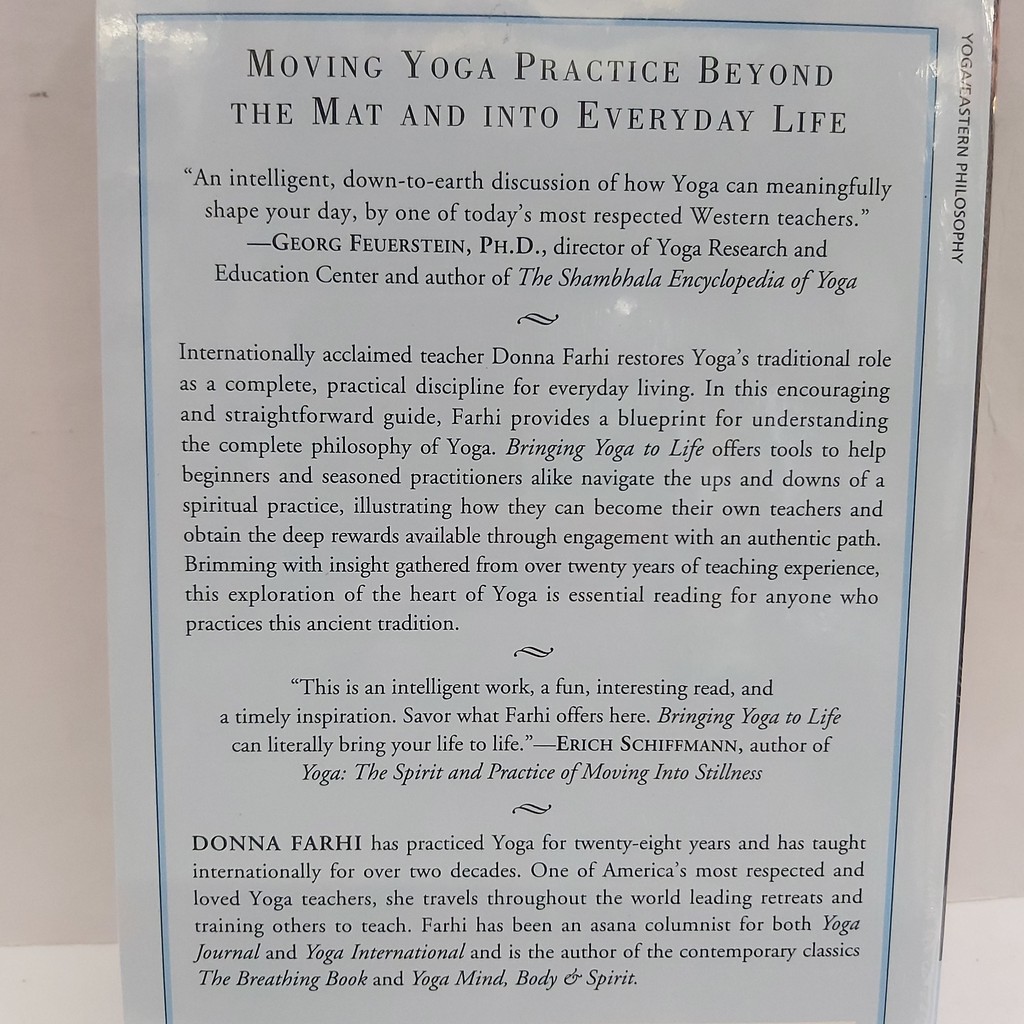 MOVING YOGA PRACTICE BEYOND
THE MAT AND INTO EVERYDAY LIFE
“An intelligent, down-to-earth discussion of how Yoga can meaningfully
shape your day, by one of today’s most respected Western teachers.”
—GEORG FEUERSTEIN, PH.D., director of Yoga Research and
Education Center and author of The Shambhala Encyclopedia of Yoga
Internationally acclaimed teacher Donna Farhi restores Yoga’s traditional role
as a complete, practical discipline for everyday living. In this encouraging
and straightforward guide, Farhi provides a blueprint for understanding
the complete philosophy of Yoga. Bringing Yoga to Life offers tools to help
beginners and seasoned practitioners alike navigate the ups and downs of a
spiritual practice, illustrating how they can become their own teachers and
obtain the deep rewards available through engagement with an authentic path.
Brimming with insight gathered from over twenty years of teaching experience,
this exploration of the heart of Yoga is essential reading for anyone who
practices this ancient tradition.
“This is an intelligent work, a fun, interesting read, and
a timely inspiration. Savor what Farhi offers here. Bringing Yoga to Life
can literally bring your life to life.”—ERICH SCHIFFMANN, author of
Yoga: The Spirit and Practice of Moving Into Stillness
DONNA FARHI has practiced Yoga for twenty-eight years and has taught
internationally for over two decades. One of America’s most respected and
loved Yoga teachers, she travels throughout the world leading retreats and
training others to teach. Farhi has been an asana columnist for both Yoga
Journal and Yoga International and is the author of the contemporary classics
The Breathing Book and Yoga Mind, Body & Spirit.
YOGA/EASTERN PHILOSOPHY